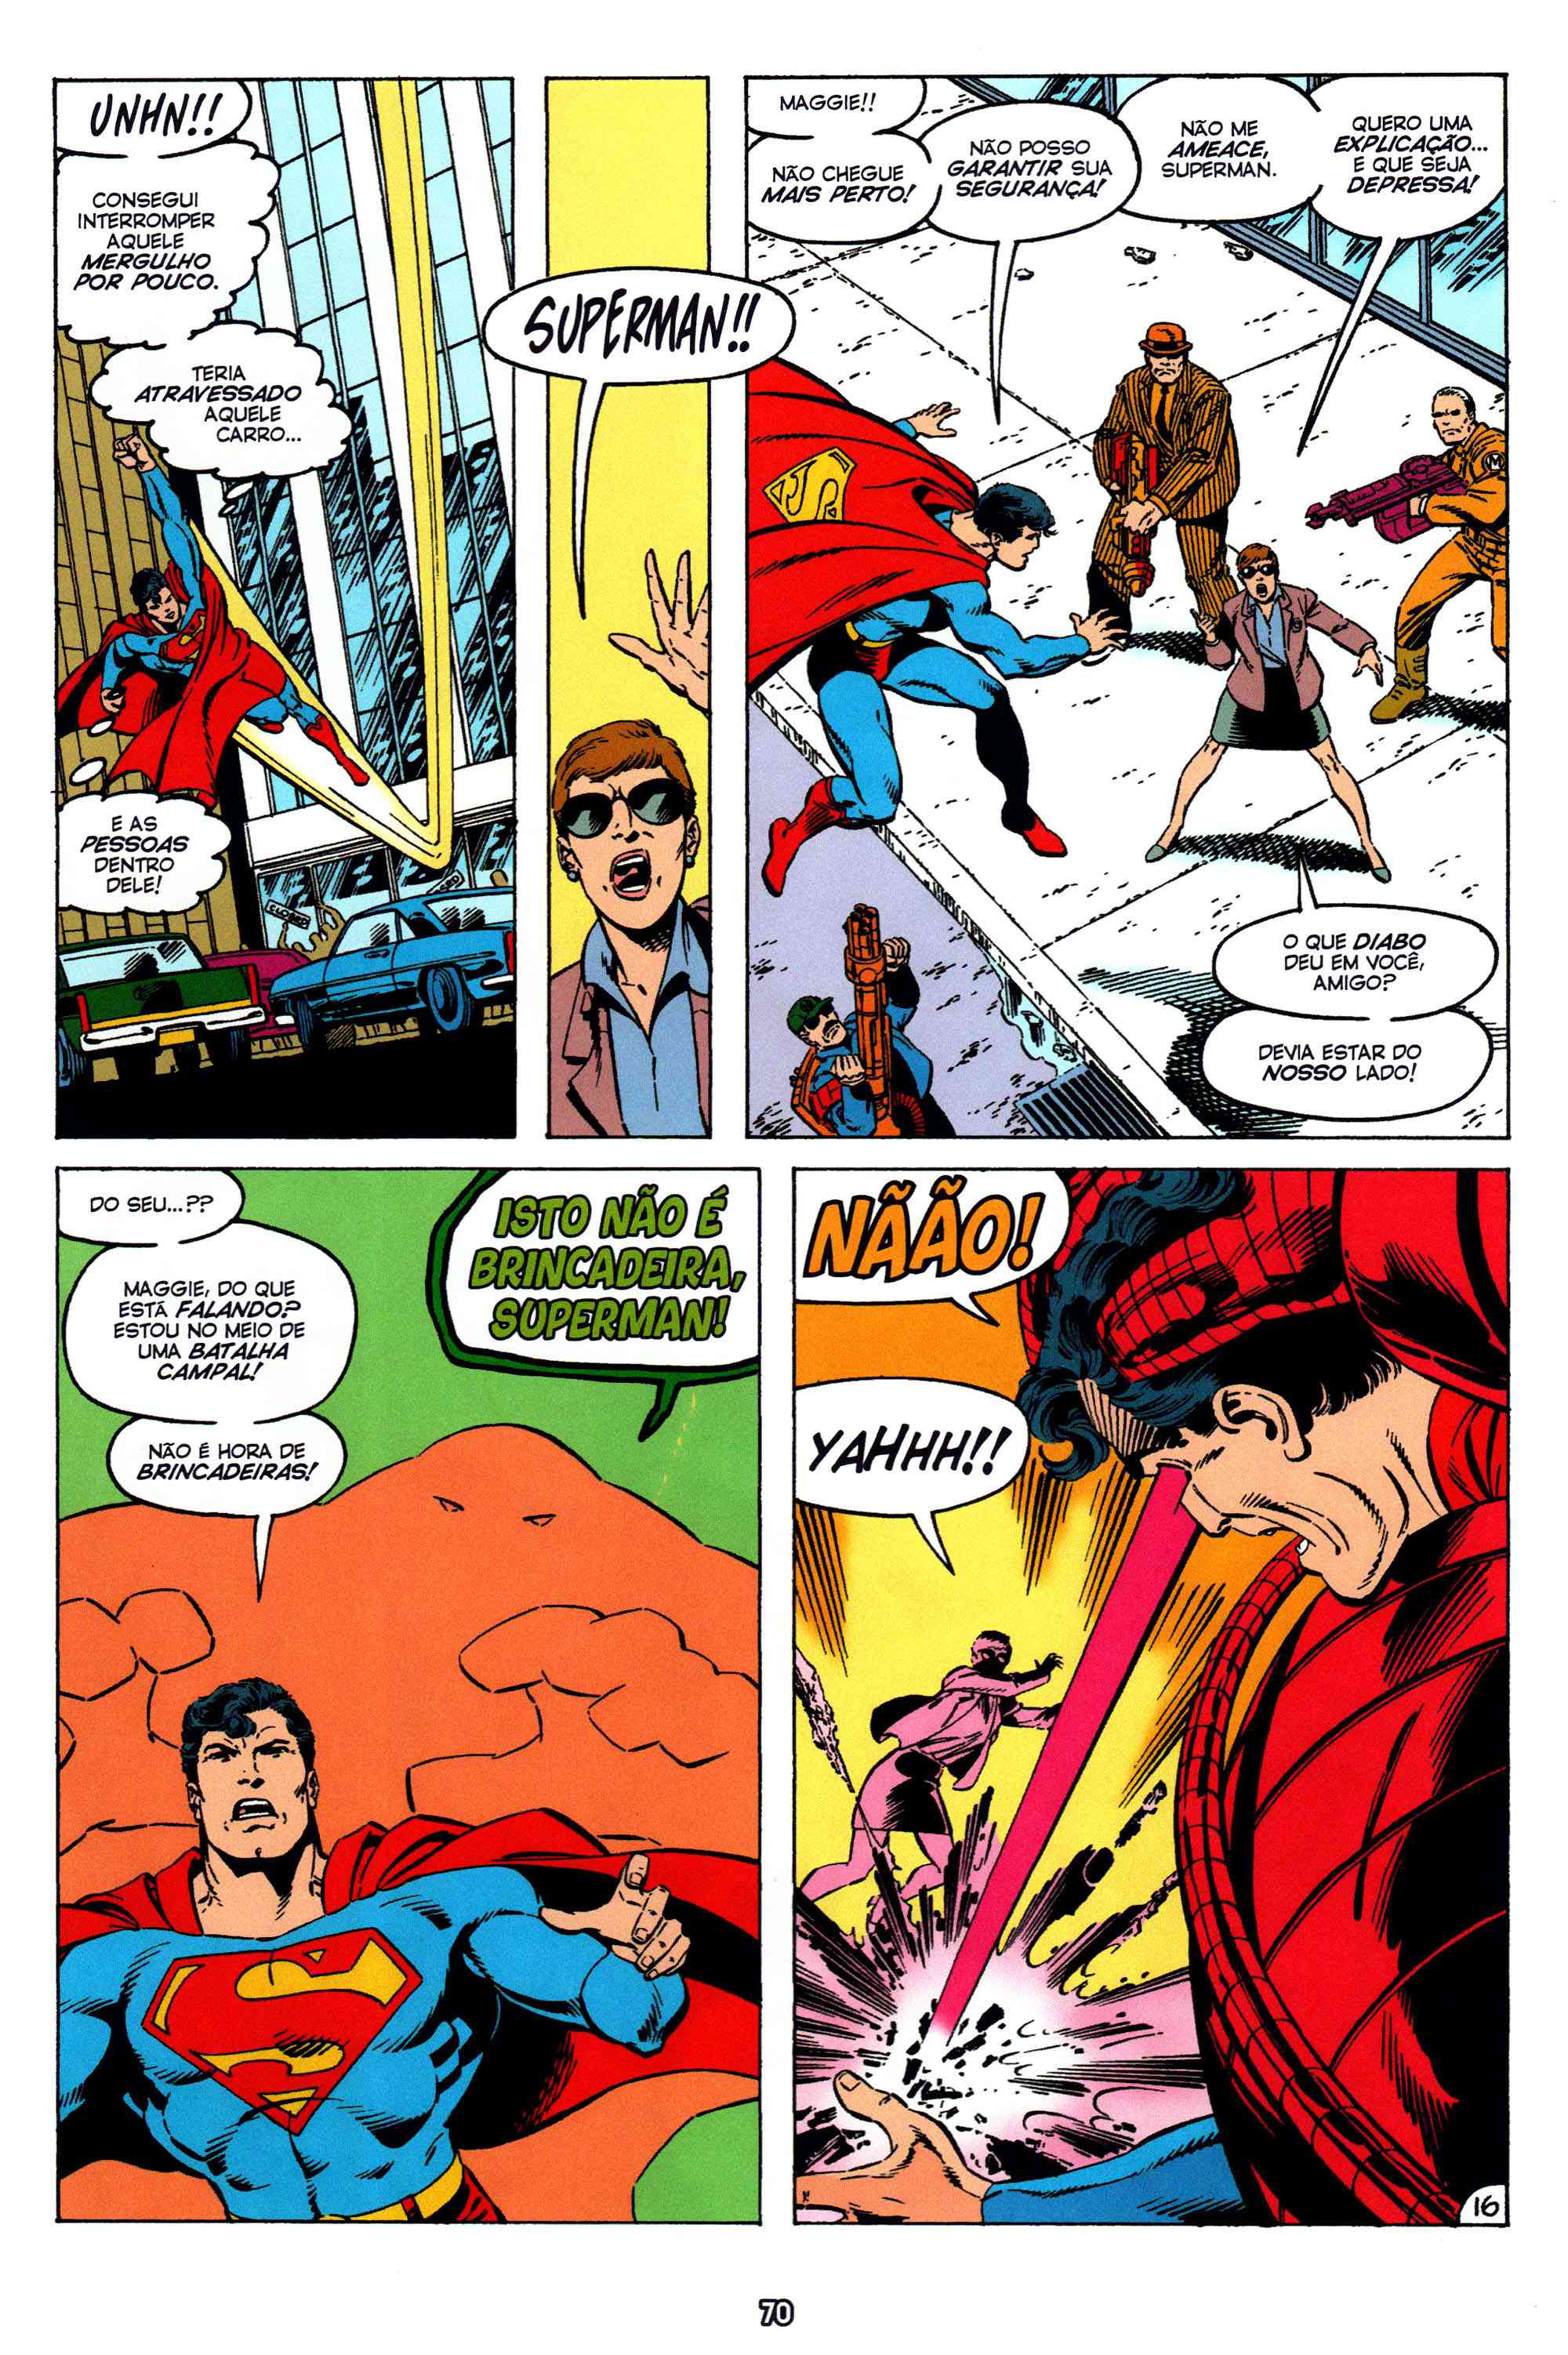 UNHN!!
CONSEGUI
INTERROMPER
AQUELE
MERGULHO
POR POUCO.
TERIA
ATRAVESSADO
AQUELE
CARRO...
E AS
PESSOAS
DENTRO
DELE!
CLOSED
SUPERMAN!!
MAGGIE!!
NÃO CHEGUE
MAIS PERTO!
NÃO POSSO
GARANTIR SUA
SEGURANÇA!
NÃO ME
AMEACE,
SUPERMAN.
QUERO UMA
EXPLICAÇÃO...
E QUE SEJA
DEPRESSA!
S
M
O QUE DIABO
DEU EM VOCÊ,
AMIGO?
DEVIA ESTAR DO
NOSSO LADO!
DO SEU...??
MAGGIE, DO QUE
ESTÁ FALANDO?
ESTOU NO MEIO DE
UMA BATALHA
CAMPAL!
NÃO É HORA DE
BRINCADEIRAS!
ISTO NÃO É
BRINCADEIRA,
SUPERMAN!
S
NÃÃO!
YAHHH!!
16
70